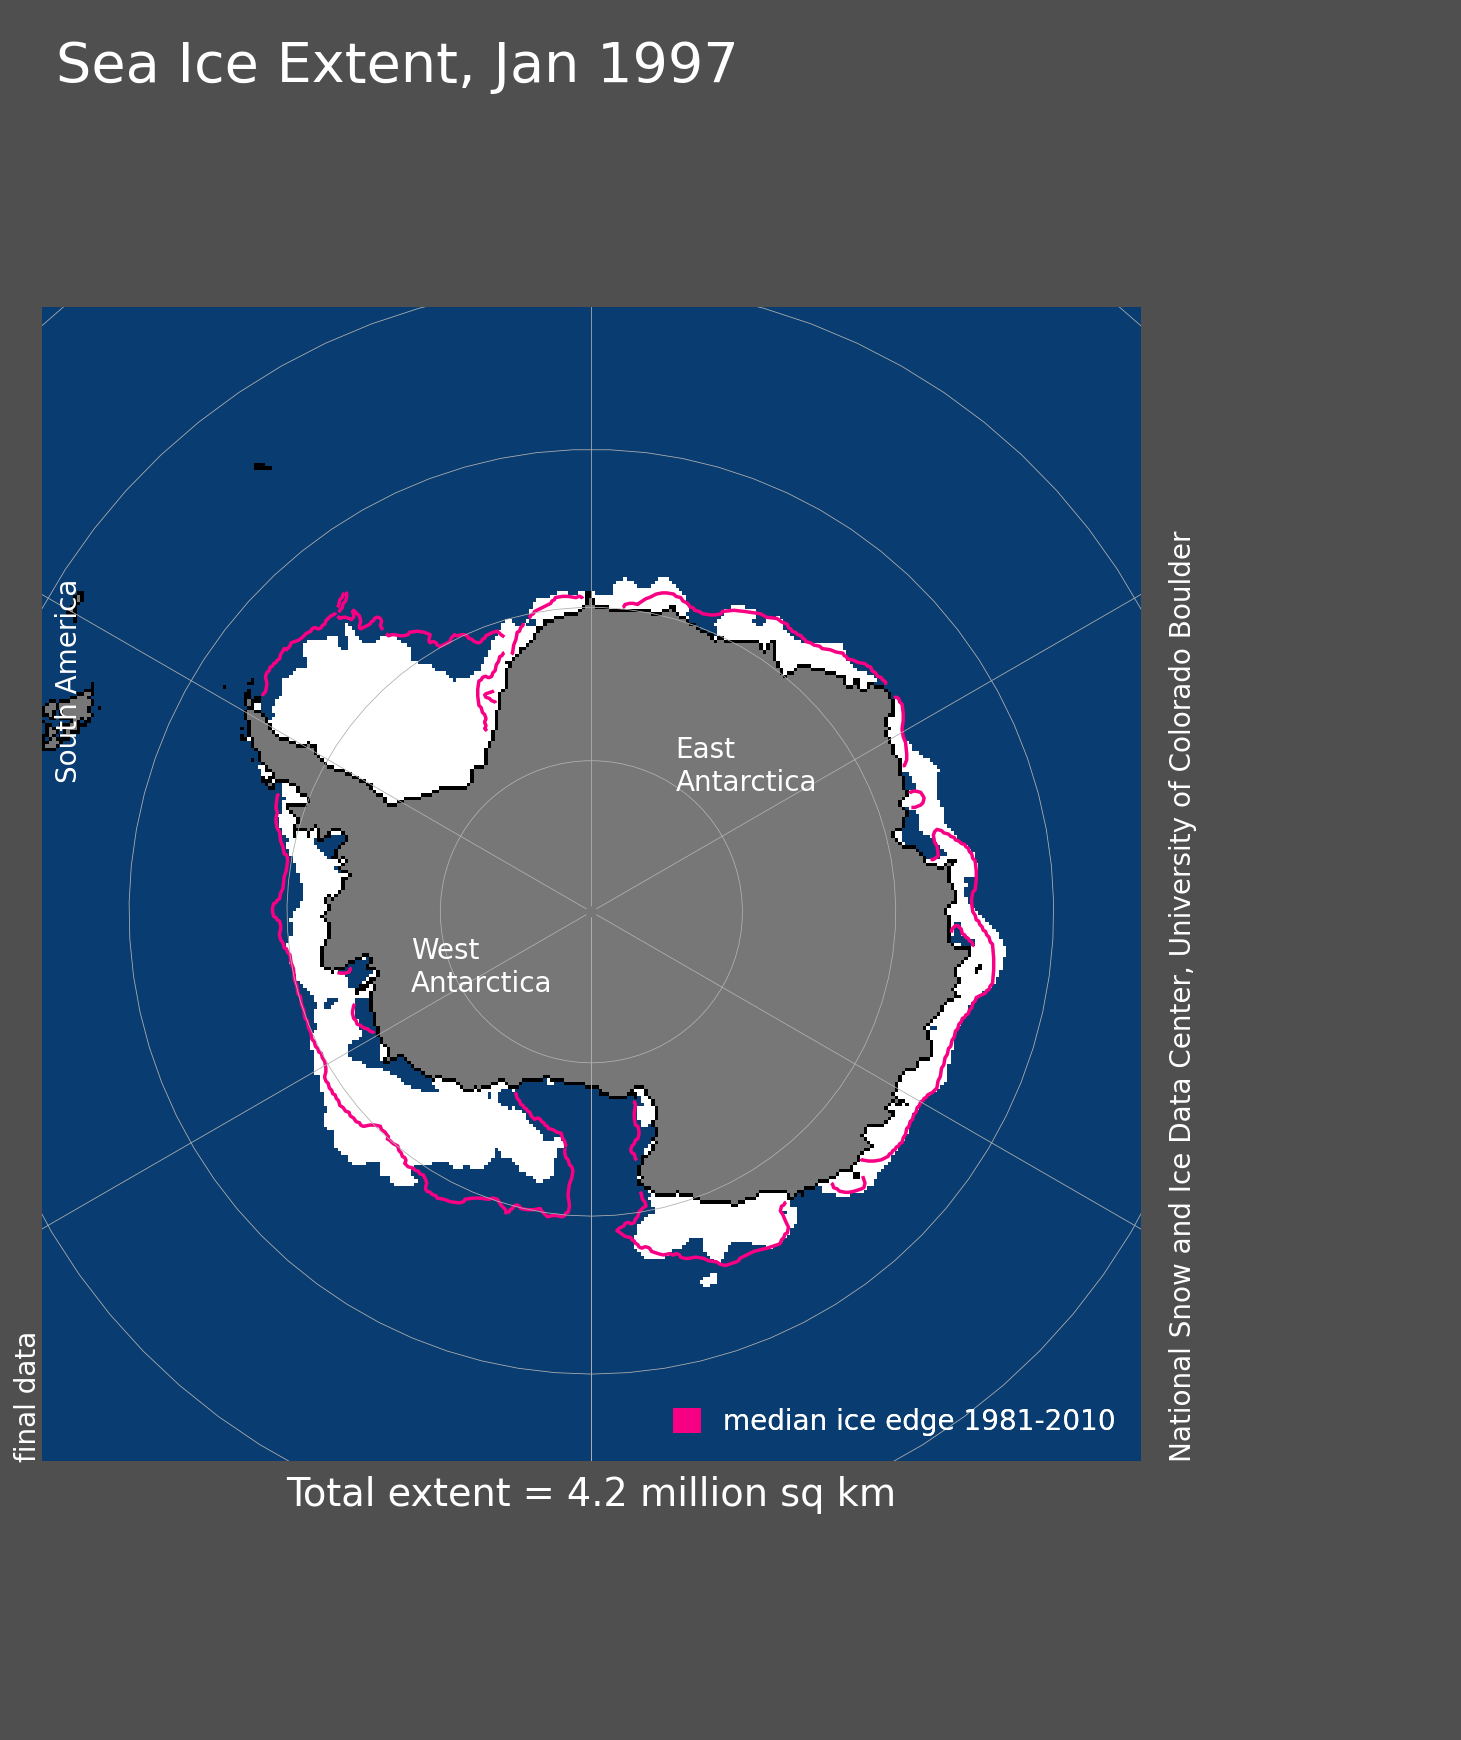 Sea Ice Extent, Jan 1997
South America
East
Antarctica
West
Antarctica
National Snow and Ice Data Center, University of Colorado Boulder
final data
median ice edge 1981-2010
Total extent = 4.2 million sq km